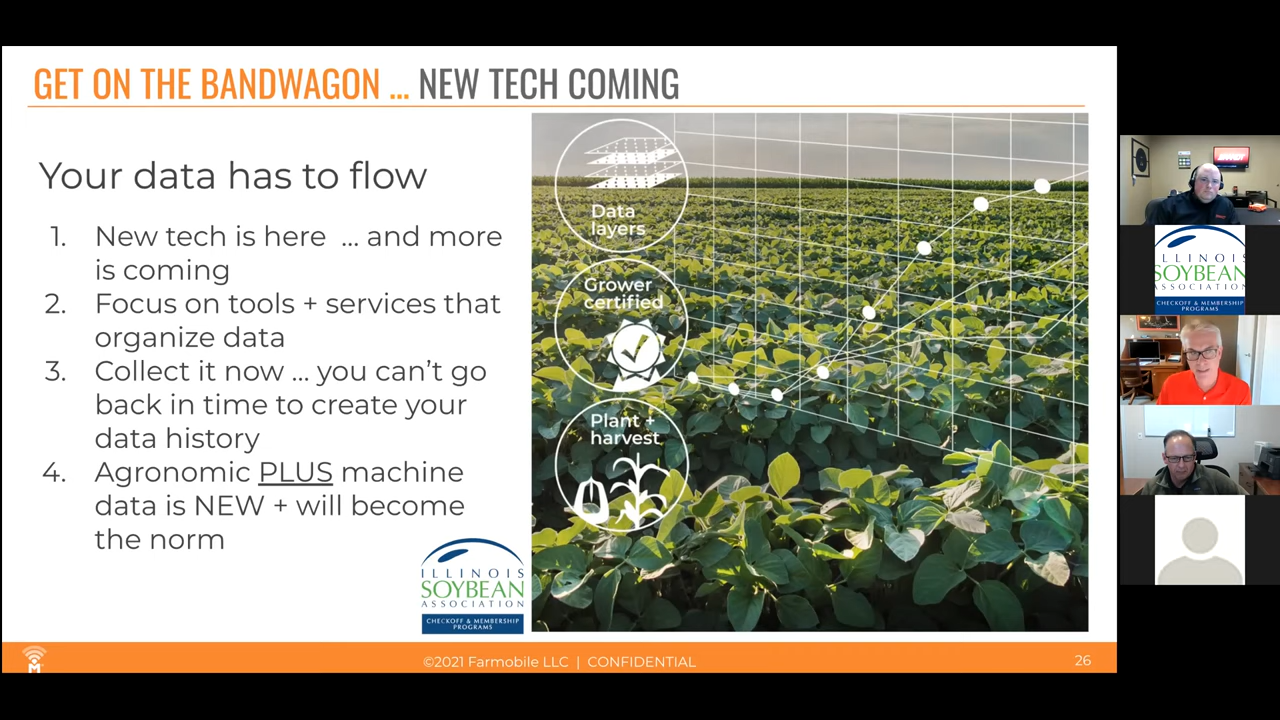 GET ON THE BANDWAGON ... NEW TECH COMING
Your data has to flow
1. New tech is here ... and more
is coming
2. Focus on tools + services that
organize data
3. Collect it now ... you can't go
back in time to create your
data history
4. Agronomic PLUS machine
data is NEW + will become
the norm
Data
layers
Grower
certified
Plant +
harvest
ILLINOIS
SOYBEAN
ASSOCIATION
CHECKOFF & MEMBERSHIP
PROGRAMS
©2021 Farmobile LLC | CONFIDENTIAL
26
ILLINOIS
SOYBEAN
ASSOCIATION
CHECKOFF & MEMBERSHIP
PROGRAMS